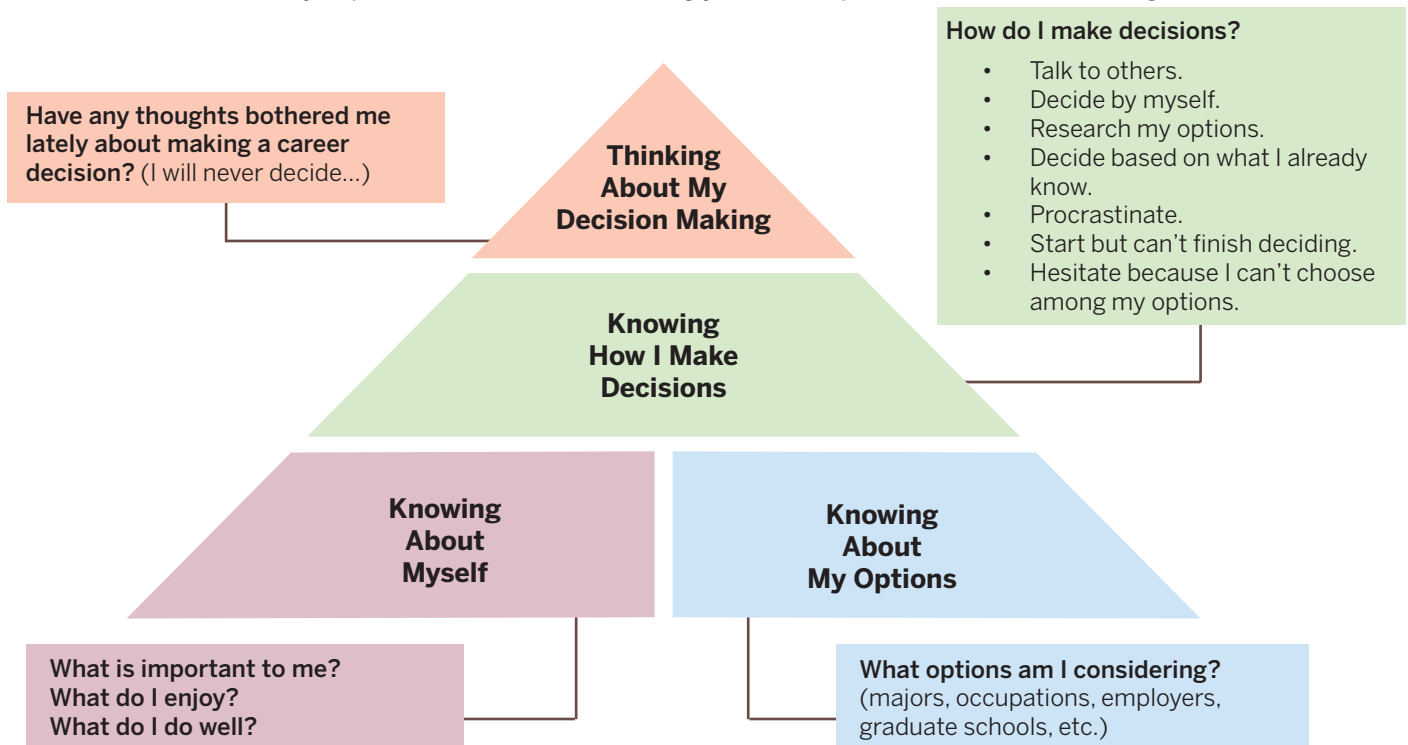 How do I make decisions?
• Talk to others.
• Decide by myself.
• Research my options.
• Decide based on what I already
know.
• Procrastinate.
• Start but can’t finish deciding.
• Hesitate because I can’t choose
among my options.
Have any thoughts bothered me
lately about making a career
decision? (I will never decide...)
Thinking
About My
Decision Making
Knowing
How I Make
Decisions
Knowing
About
Myself
Knowing
About
My Options
What is important to me?
What do I enjoy?
What do I do well?
What options am I considering?
(majors, occupations, employers,
graduate schools, etc.)